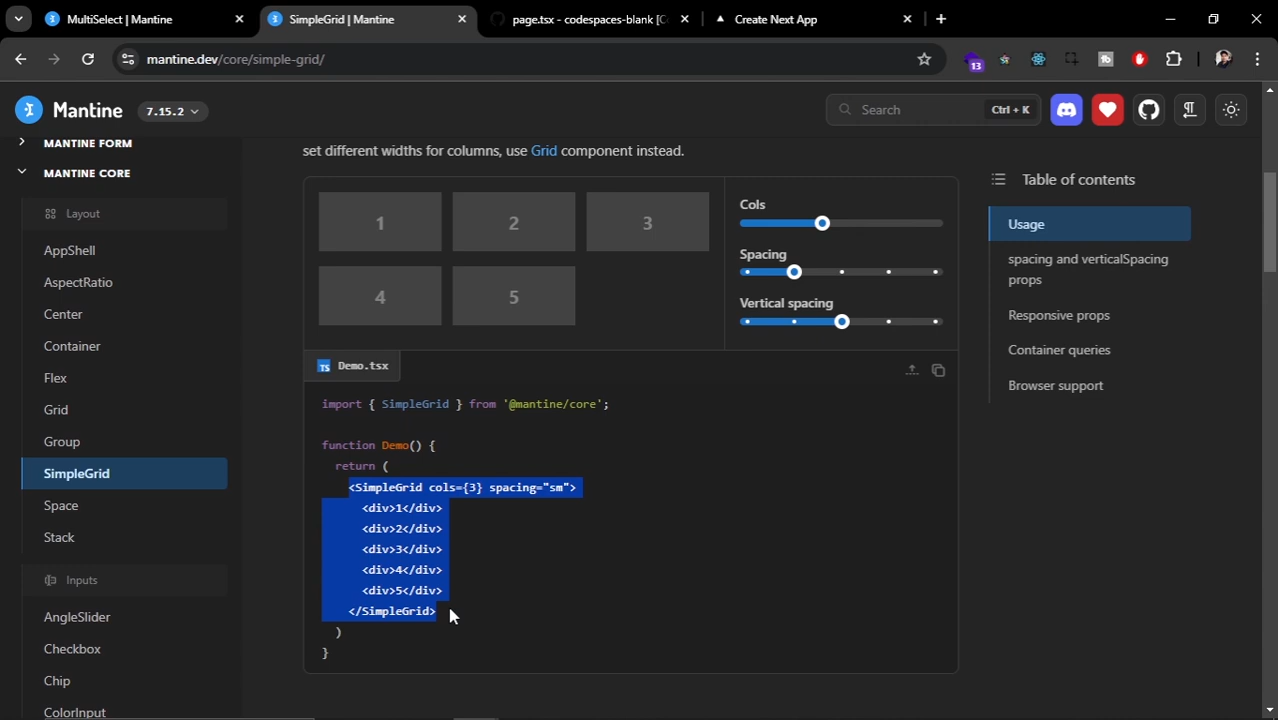 MultiSelect | Mantine
SimpleGrid | Mantine
page.tsx - codespaces-blank [C
Create Next App
mantine.dev/core/simple-grid/
13
Mantine
7.15.2
Search
Ctrl + K
MANTINE FORM
MANTINE CORE
Layout
AppShell
AspectRatio
Center
Container
Flex
Grid
Group
SimpleGrid
Space
Stack
Inputs
AngleSlider
Checkbox
Chip
ColorInput
set different widths for columns, use Grid component instead.
1
2
3
4
5
Cols
Spacing
Vertical spacing
TS Demo.tsx
import { SimpleGrid } from '@mantine/core';
function Demo() {
return (
<SimpleGrid cols={3} spacing="sm">
<div>1</div>
<div>2</div>
<div>3</div>
<div>4</div>
<div>5</div>
</SimpleGrid>
)
}
Table of contents
Usage
spacing and verticalSpacing
props
Responsive props
Container queries
Browser support